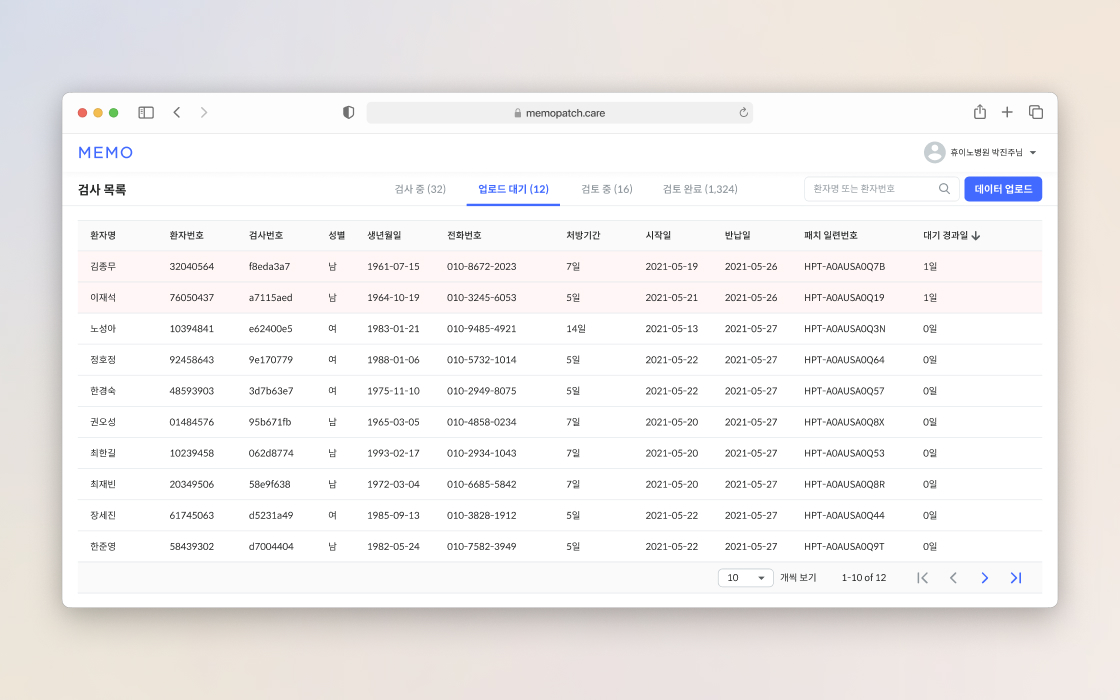 memopatch.care
MEMO
휴이노병원 박진주님
검사 목록
검사 중 (32) 업로드 대기 (12) 검토 중 (16) 검토 완료 (1,324)
환자명 또는 환자번호
데이터 업로드
환자명 환자번호 검사번호 성별 생년월일 전화번호 처방기간 시작일 반납일 패치 일련번호 대기 경과일
김종무 32040564 f8eda3a7 남 1961-07-15 010-8672-2023 7일 2021-05-19 2021-05-26 HPT-A0AUSA0Q7B 1일
이재석 76050437 a7115aed 남 1964-10-19 010-3245-6053 5일 2021-05-21 2021-05-26 HPT-A0AUSA0Q19 1일
노성아 10394841 e62400e5 여 1983-01-21 010-9485-4921 14일 2021-05-13 2021-05-27 HPT-A0AUSA0Q3N 0일
정호정 92458643 9e170779 여 1988-01-06 010-5732-1014 5일 2021-05-22 2021-05-27 HPT-A0AUSA0Q64 0일
한경숙 48593903 3d7b63e7 여 1975-11-10 010-2949-8075 5일 2021-05-22 2021-05-27 HPT-A0AUSA0Q57 0일
권오성 01484576 95b671fb 남 1965-03-05 010-4858-0234 7일 2021-05-20 2021-05-27 HPT-A0AUSA0Q8X 0일
최한길 10239458 062d8774 남 1993-02-17 010-2934-1043 7일 2021-05-20 2021-05-27 HPT-A0AUSA0Q53 0일
최재빈 20349506 58e9f638 남 1972-03-04 010-6685-5842 7일 2021-05-20 2021-05-27 HPT-A0AUSA0Q8R 0일
장세진 61745063 d5231a49 여 1985-09-13 010-3828-1912 5일 2021-05-22 2021-05-27 HPT-A0AUSA0Q44 0일
한준영 58439302 d7004404 남 1982-05-24 010-7582-3949 5일 2021-05-22 2021-05-27 HPT-A0AUSA0Q9T 0일
10 개씩 보기 1-10 of 12